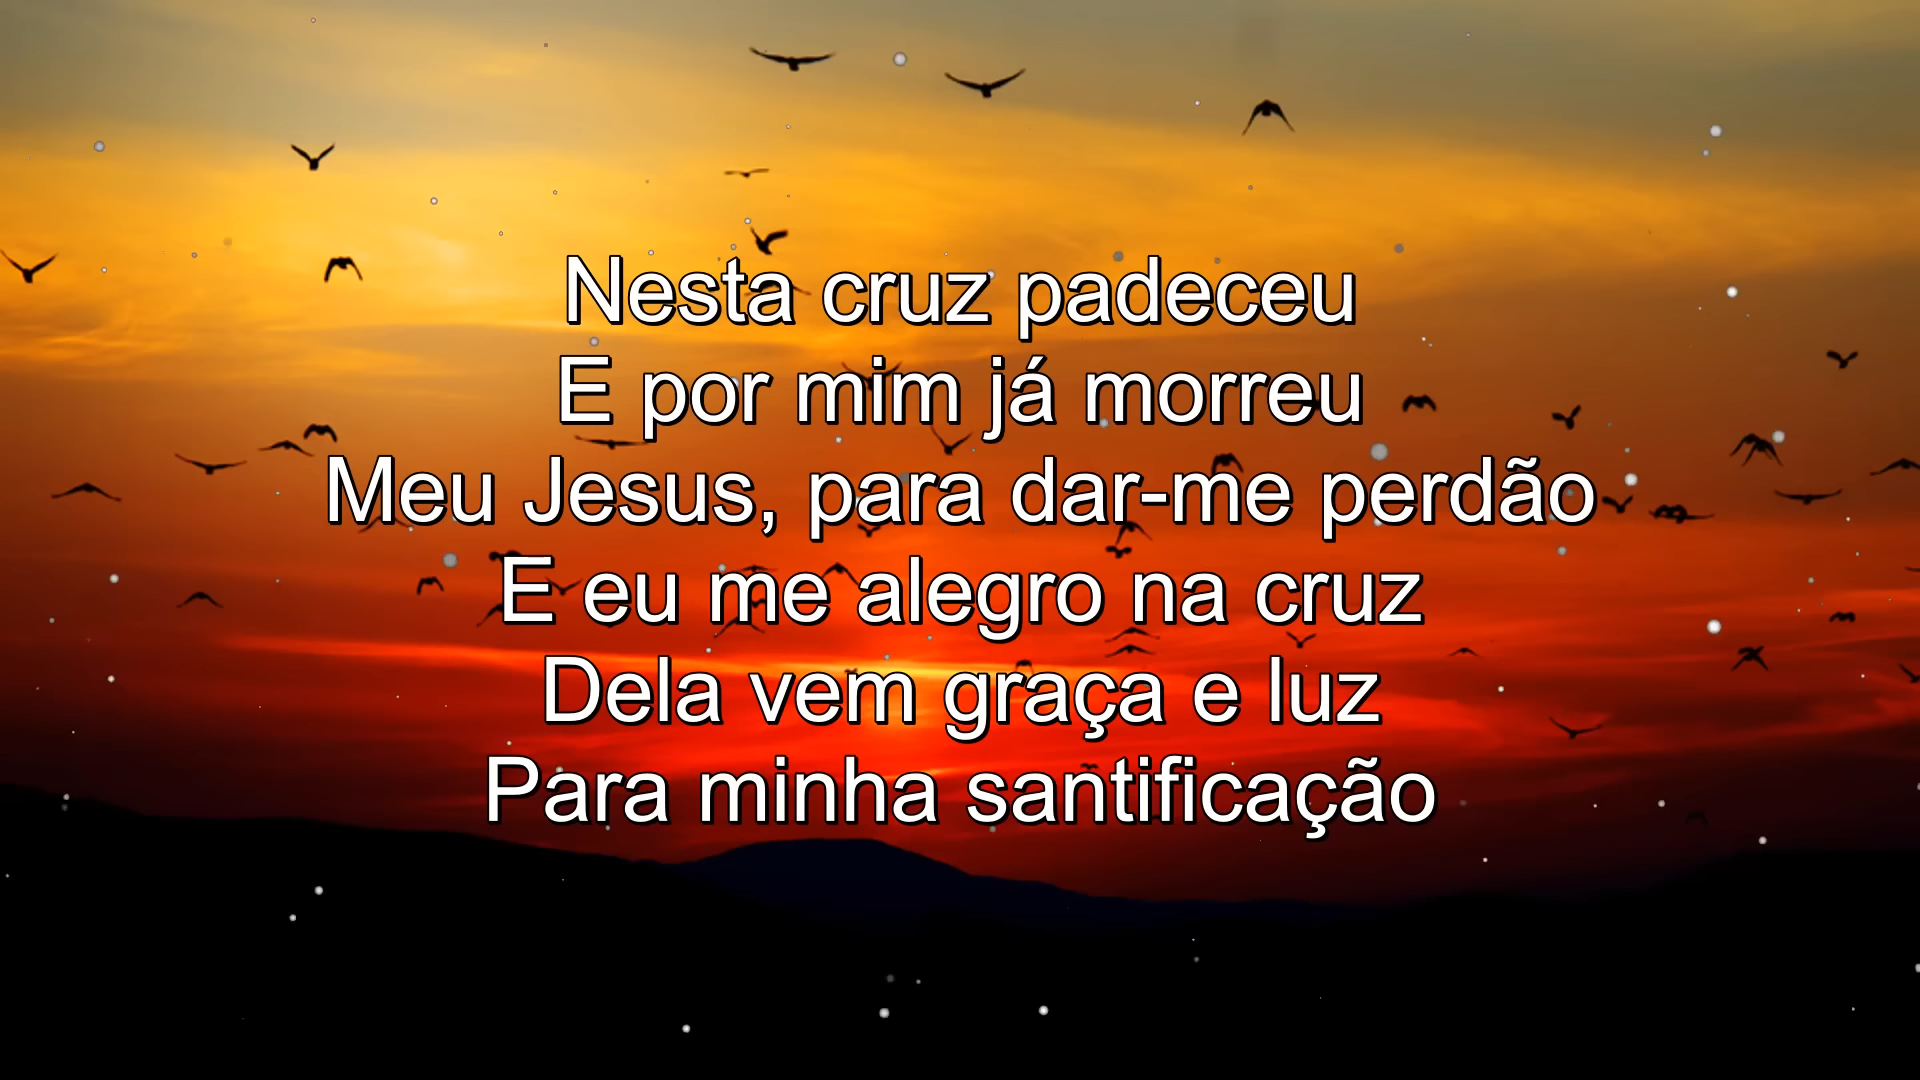 Nesta cruz padeceu
E por mim já morreu
Meu Jesus, para dar-me perdão
E eu me alegro na cruz
Dela vem graça e luz
Para minha santificação